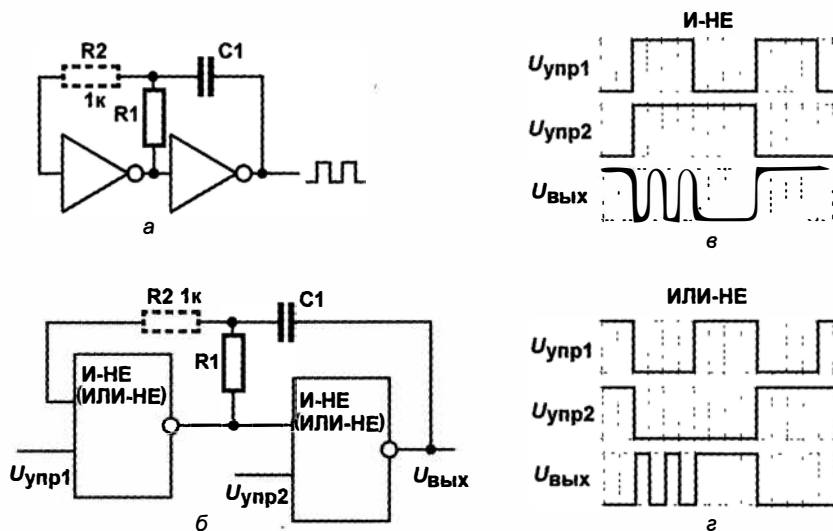 R2
C1
1к
R1
а
И-НЕ
Uупр1
Uупр2
Uвых
в
R2 1к
C1
R1
И-НЕ
(ИЛИ-НЕ)
И-НЕ
(ИЛИ-НЕ)
Uупр1
Uупр2
Uвых
б
ИЛИ-НЕ
Uупр1
Uупр2
Uвых
г